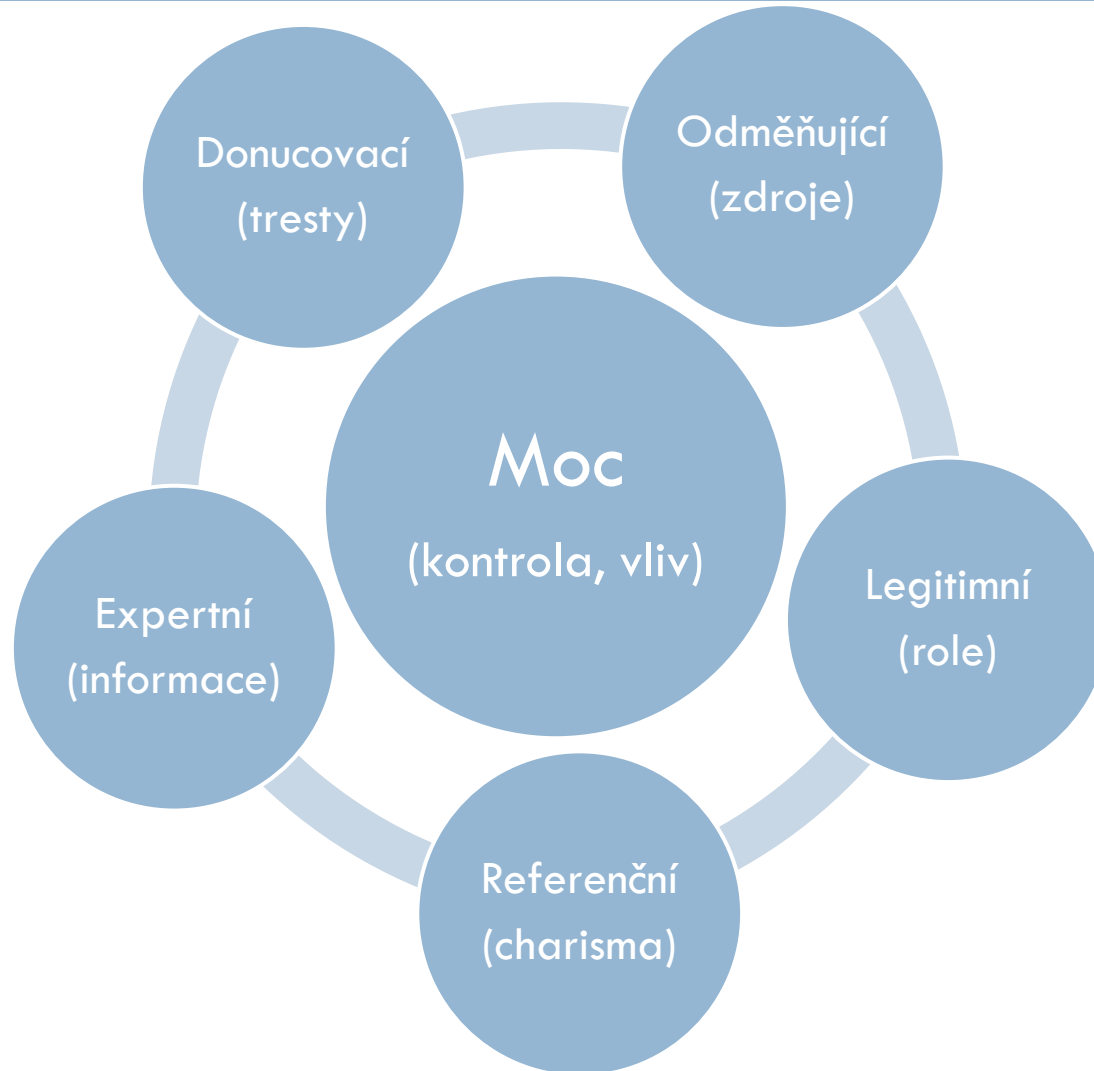 Donucovací
(tresty)
Odměňující
(zdroje)
Moc
(kontrola, vliv)
Legitimní
(role)
Expertní
(informace)
Referenční
(charisma)